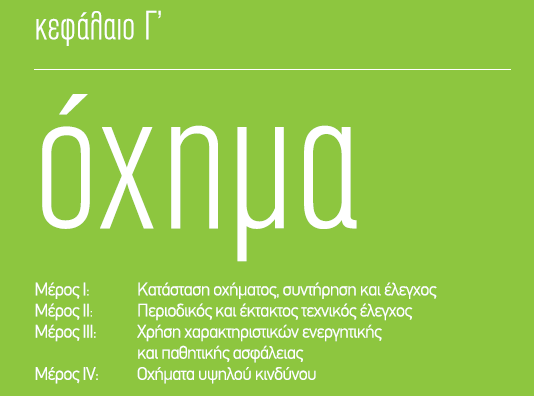 κεφάλαιο Γ'
όχημα
Μέρος I: Κατάσταση οχήματος, συντήρηση και έλεγχος
Μέρος II: Περιοδικός και έκτακτος τεχνικός έλεγχος
Μέρος III: Χρήση χαρακτηριστικών ενεργητικής
και παθητικής ασφάλειας
Μέρος IV: Οχήματα υψηλού κινδύνου